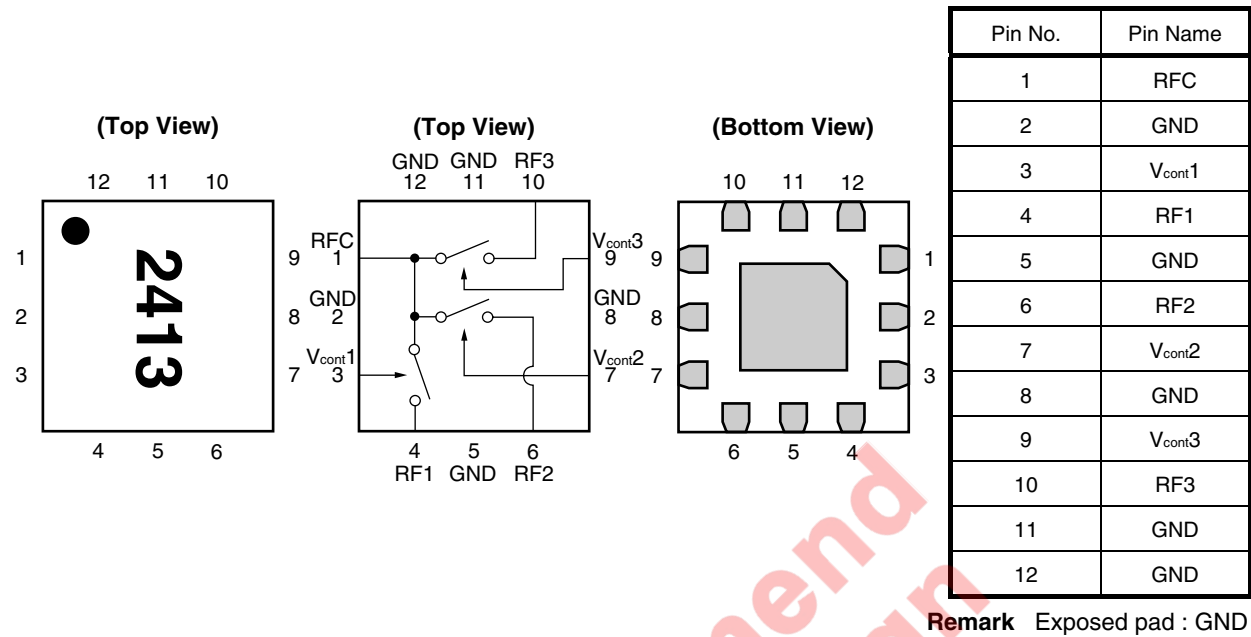 (Top View)
12 11 10
1
2
3
2413
9
8
7
4 5 6
(Top View)
GND GND RF3
12 11 10
RFC
1
GND
2
Vcont1
3
Vcont3
9
GND
8
Vcont2
7
4 5 6
RF1 GND RF2
(Bottom View)
10 11 12
9
8
7
1
2
3
6 5 4
Pin No. Pin Name
1 RFC
2 GND
3 Vcont1
4 RF1
5 GND
6 RF2
7 Vcont2
8 GND
9 Vcont3
10 RF3
11 GND
12 GND
Remark Exposed pad : GND